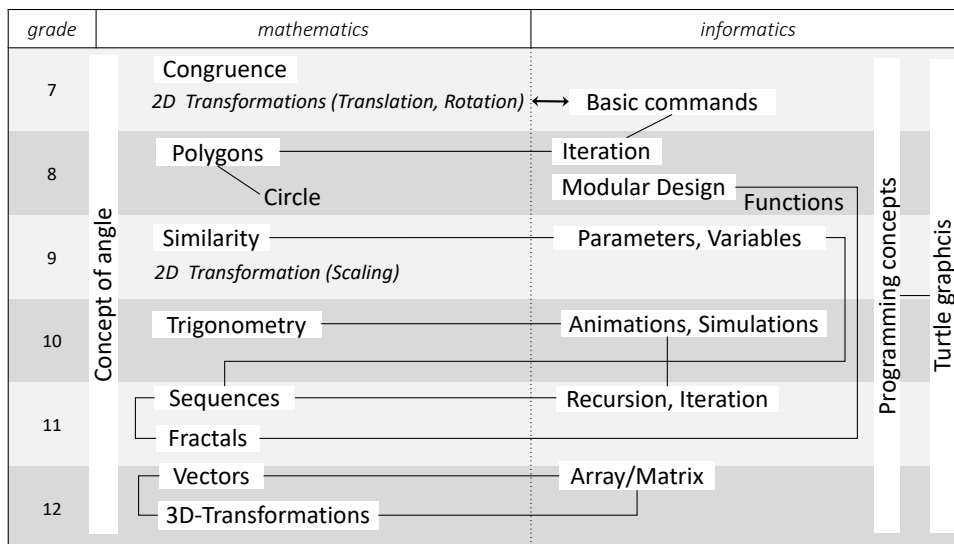 grade mathematics informatics
7
Congruence
2D Transformations (Translation, Rotation)
Basic commands
8
Polygons
Iteration
Circle
Modular Design
Functions
9
Similarity
Parameters, Variables
2D Transformation (Scaling)
10
Trigonometry
Animations, Simulations
11
Sequences
Recursion, Iteration
Fractals
12
Vectors
Array/Matrix
3D-Transformations
Concept of angle
Programming concepts
Turtle graphcis